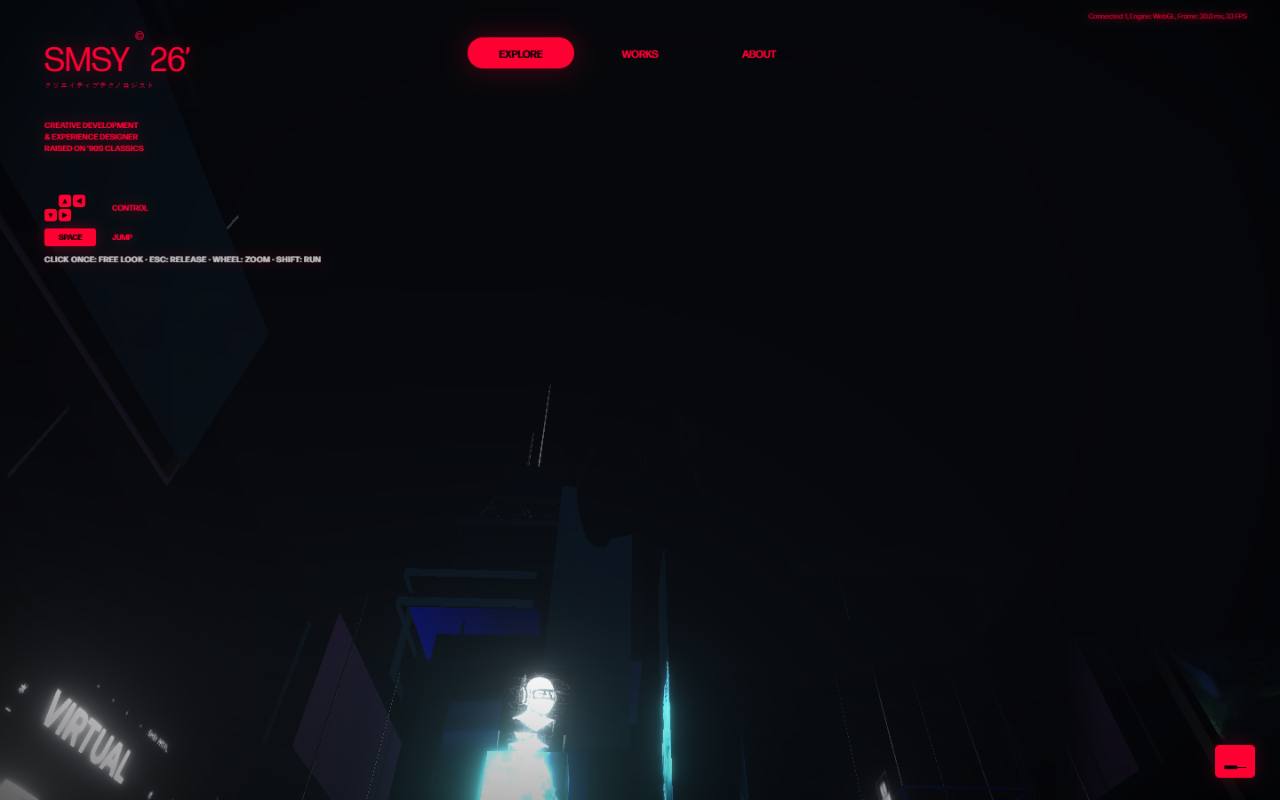 Connected: 1, Engine: WebGL, Frame: 30.0 ms, 33 FPS
SMSY © 26'
クリエイティブテクノロジスト
EXPLORE
WORKS
ABOUT
CREATIVE DEVELOPMENT
& EXPERIENCE DESIGNER
RAISED ON '90S CLASSICS
CONTROL
SPACE
JUMP
CLICK ONCE: FREE LOOK · ESC: RELEASE · WHEEL: ZOOM · SHIFT: RUN
VIRTUAL